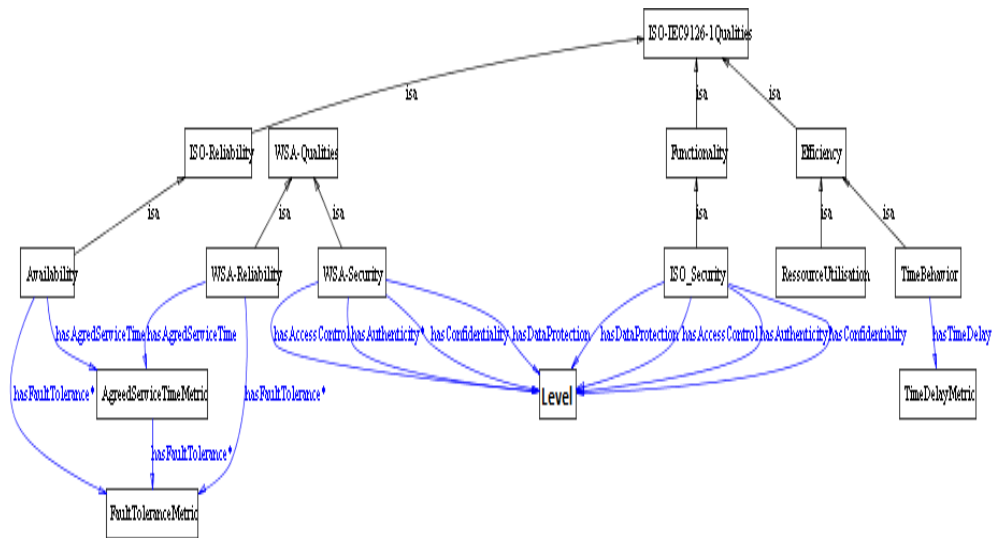 ISO-IEC9126-1Qualities
isa
isa
isa
ISO-Reliability
WSA-Qualities
Functionality
Efficiency
isa
isa
isa
isa
isa
isa
Availability
WSA-Reliability
WSA-Security
ISO_Security
RessourceUtilisation
TimeBehavior
hasAgredServiceTime
hasAgredServiceTime
hasAccessControl
hasAuthenticity*
hasConfidentiality
hasDataProtection
hasDataProtection
hasAccessControl
hasAuthenticity*
hasConfidentiality
hasTimeDelay
hasFaultTolerance*
AgreedServiceTimeMetric
hasFaultTolerance*
Level
TimeDelayMetric
hasFaultTolerance*
FaultToleranceMetric